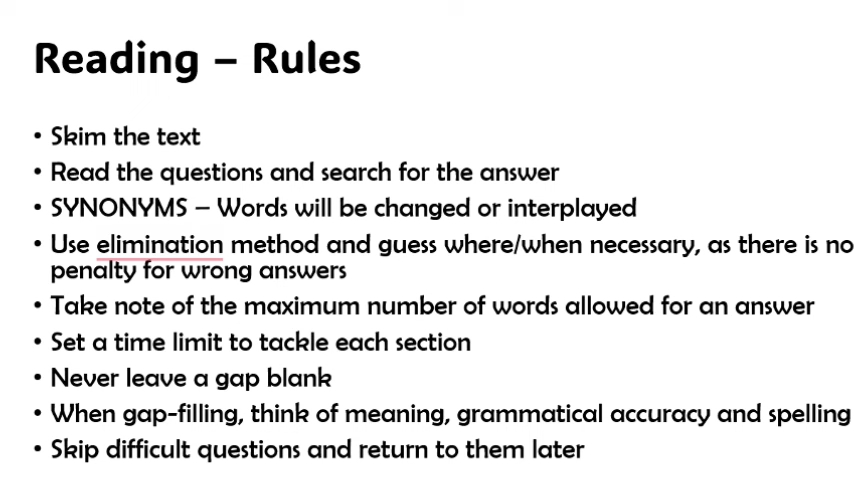 Reading – Rules
• Skim the text
• Read the questions and search for the answer
• SYNONYMS – Words will be changed or interplayed
• Use elimination method and guess where/when necessary, as there is no
penalty for wrong answers
• Take note of the maximum number of words allowed for an answer
• Set a time limit to tackle each section
• Never leave a gap blank
• When gap-filling, think of meaning, grammatical accuracy and spelling
• Skip difficult questions and return to them later